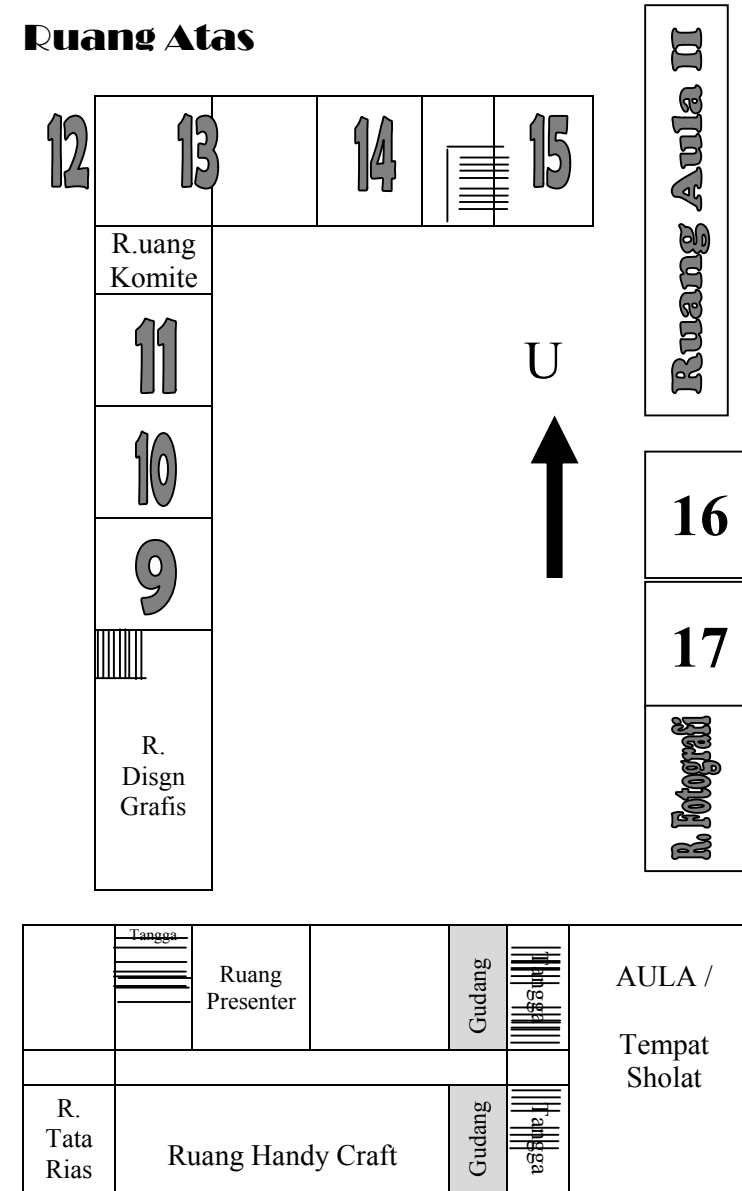 Ruang Atas
12
13
14
15
Ruang Aula II
R.uang
Komite
11
U
10
16
9
17
R.
Disgn
Grafis
R. Fotografi
Tangga
Ruang
Presenter
Gudang
Tangga
AULA /
Tempat
Sholat
R.
Tata
Rias
Ruang Handy Craft
Gudang
Tangga